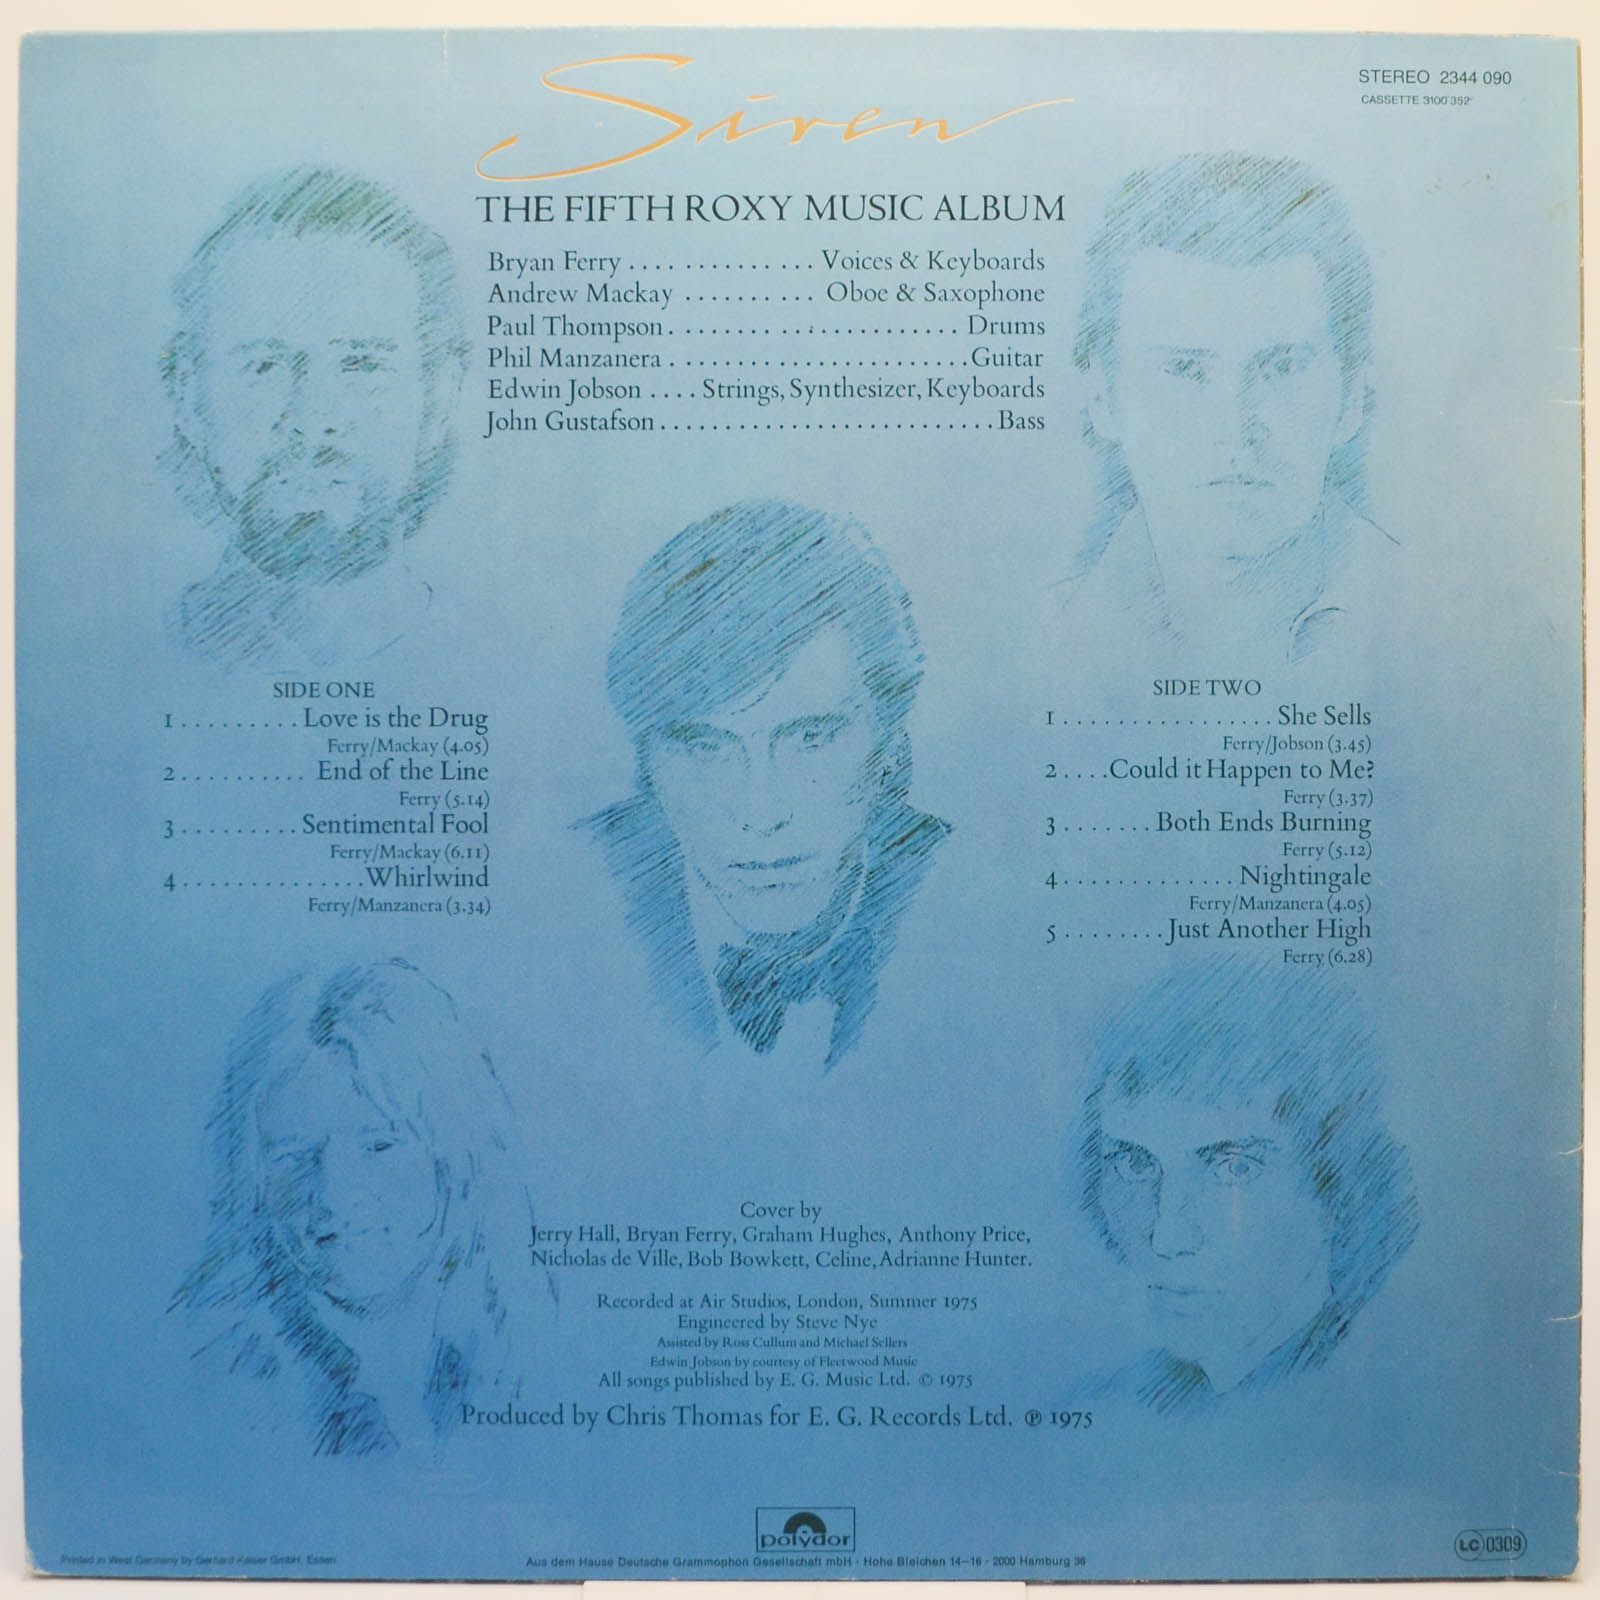 STEREO 2344 090
CASSETTE 3100 352
Siren
THE FIFTH ROXY MUSIC ALBUM
Bryan Ferry .............. Voices & Keyboards
Andrew Mackay .......... Oboe & Saxophone
Paul Thompson ....................... Drums
Phil Manzanera ....................... Guitar
Edwin Jobson .... Strings, Synthesizer, Keyboards
John Gustafson .......................... Bass
SIDE ONE
1 ......... Love is the Drug
Ferry/Mackay (4.05)
2 .......... End of the Line
Ferry (5.14)
3 ......... Sentimental Fool
Ferry/Mackay (6.11)
4 .............. Whirlwind
Ferry/Manzanera (3.34)
SIDE TWO
1 ................ She Sells
Ferry/Jobson (3.45)
2 .... Could it Happen to Me?
Ferry (3.37)
3 ....... Both Ends Burning
Ferry (5.12)
4 ............. Nightingale
Ferry/Manzanera (4.05)
5 ........ Just Another High
Ferry (6.28)
Cover by
Jerry Hall, Bryan Ferry, Graham Hughes, Anthony Price,
Nicholas de Ville, Bob Bowkett, Celine, Adrianne Hunter.
Recorded at Air Studios, London, Summer 1975
Engineered by Steve Nye
Assisted by Ross Cullum and Michael Sellers
Edwin Jobson by courtesy of Fleetwood Music
All songs published by E. G. Music Ltd. © 1975
Produced by Chris Thomas for E. G. Records Ltd. ℗ 1975
polydor
LC 0309
Printed in West Germany by Gerhard Kaiser GmbH, Essen
Aus dem Hause Deutsche Grammophon Gesellschaft mbH · Hohe Bleichen 14–16 · 2000 Hamburg 36